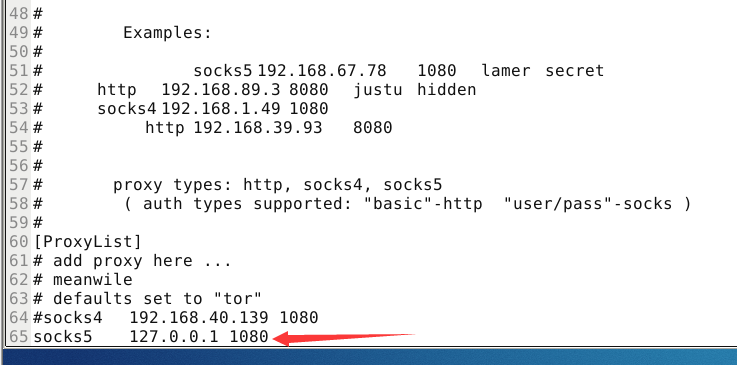 48 #
49 #        Examples:
50 #
51 #               socks5 192.168.67.78   1080   lamer  secret
52 #      http   192.168.89.3 8080   justu  hidden
53 #      socks4 192.168.1.49 1080
54 #          http 192.168.39.93   8080
55 #
56 #
57 #       proxy types: http, socks4, socks5
58 #        ( auth types supported: "basic"-http  "user/pass"-socks )
59 #
60 [ProxyList]
61 # add proxy here ...
62 # meanwile
63 # defaults set to "tor"
64 #socks4   192.168.40.139 1080
65 socks5    127.0.0.1 1080